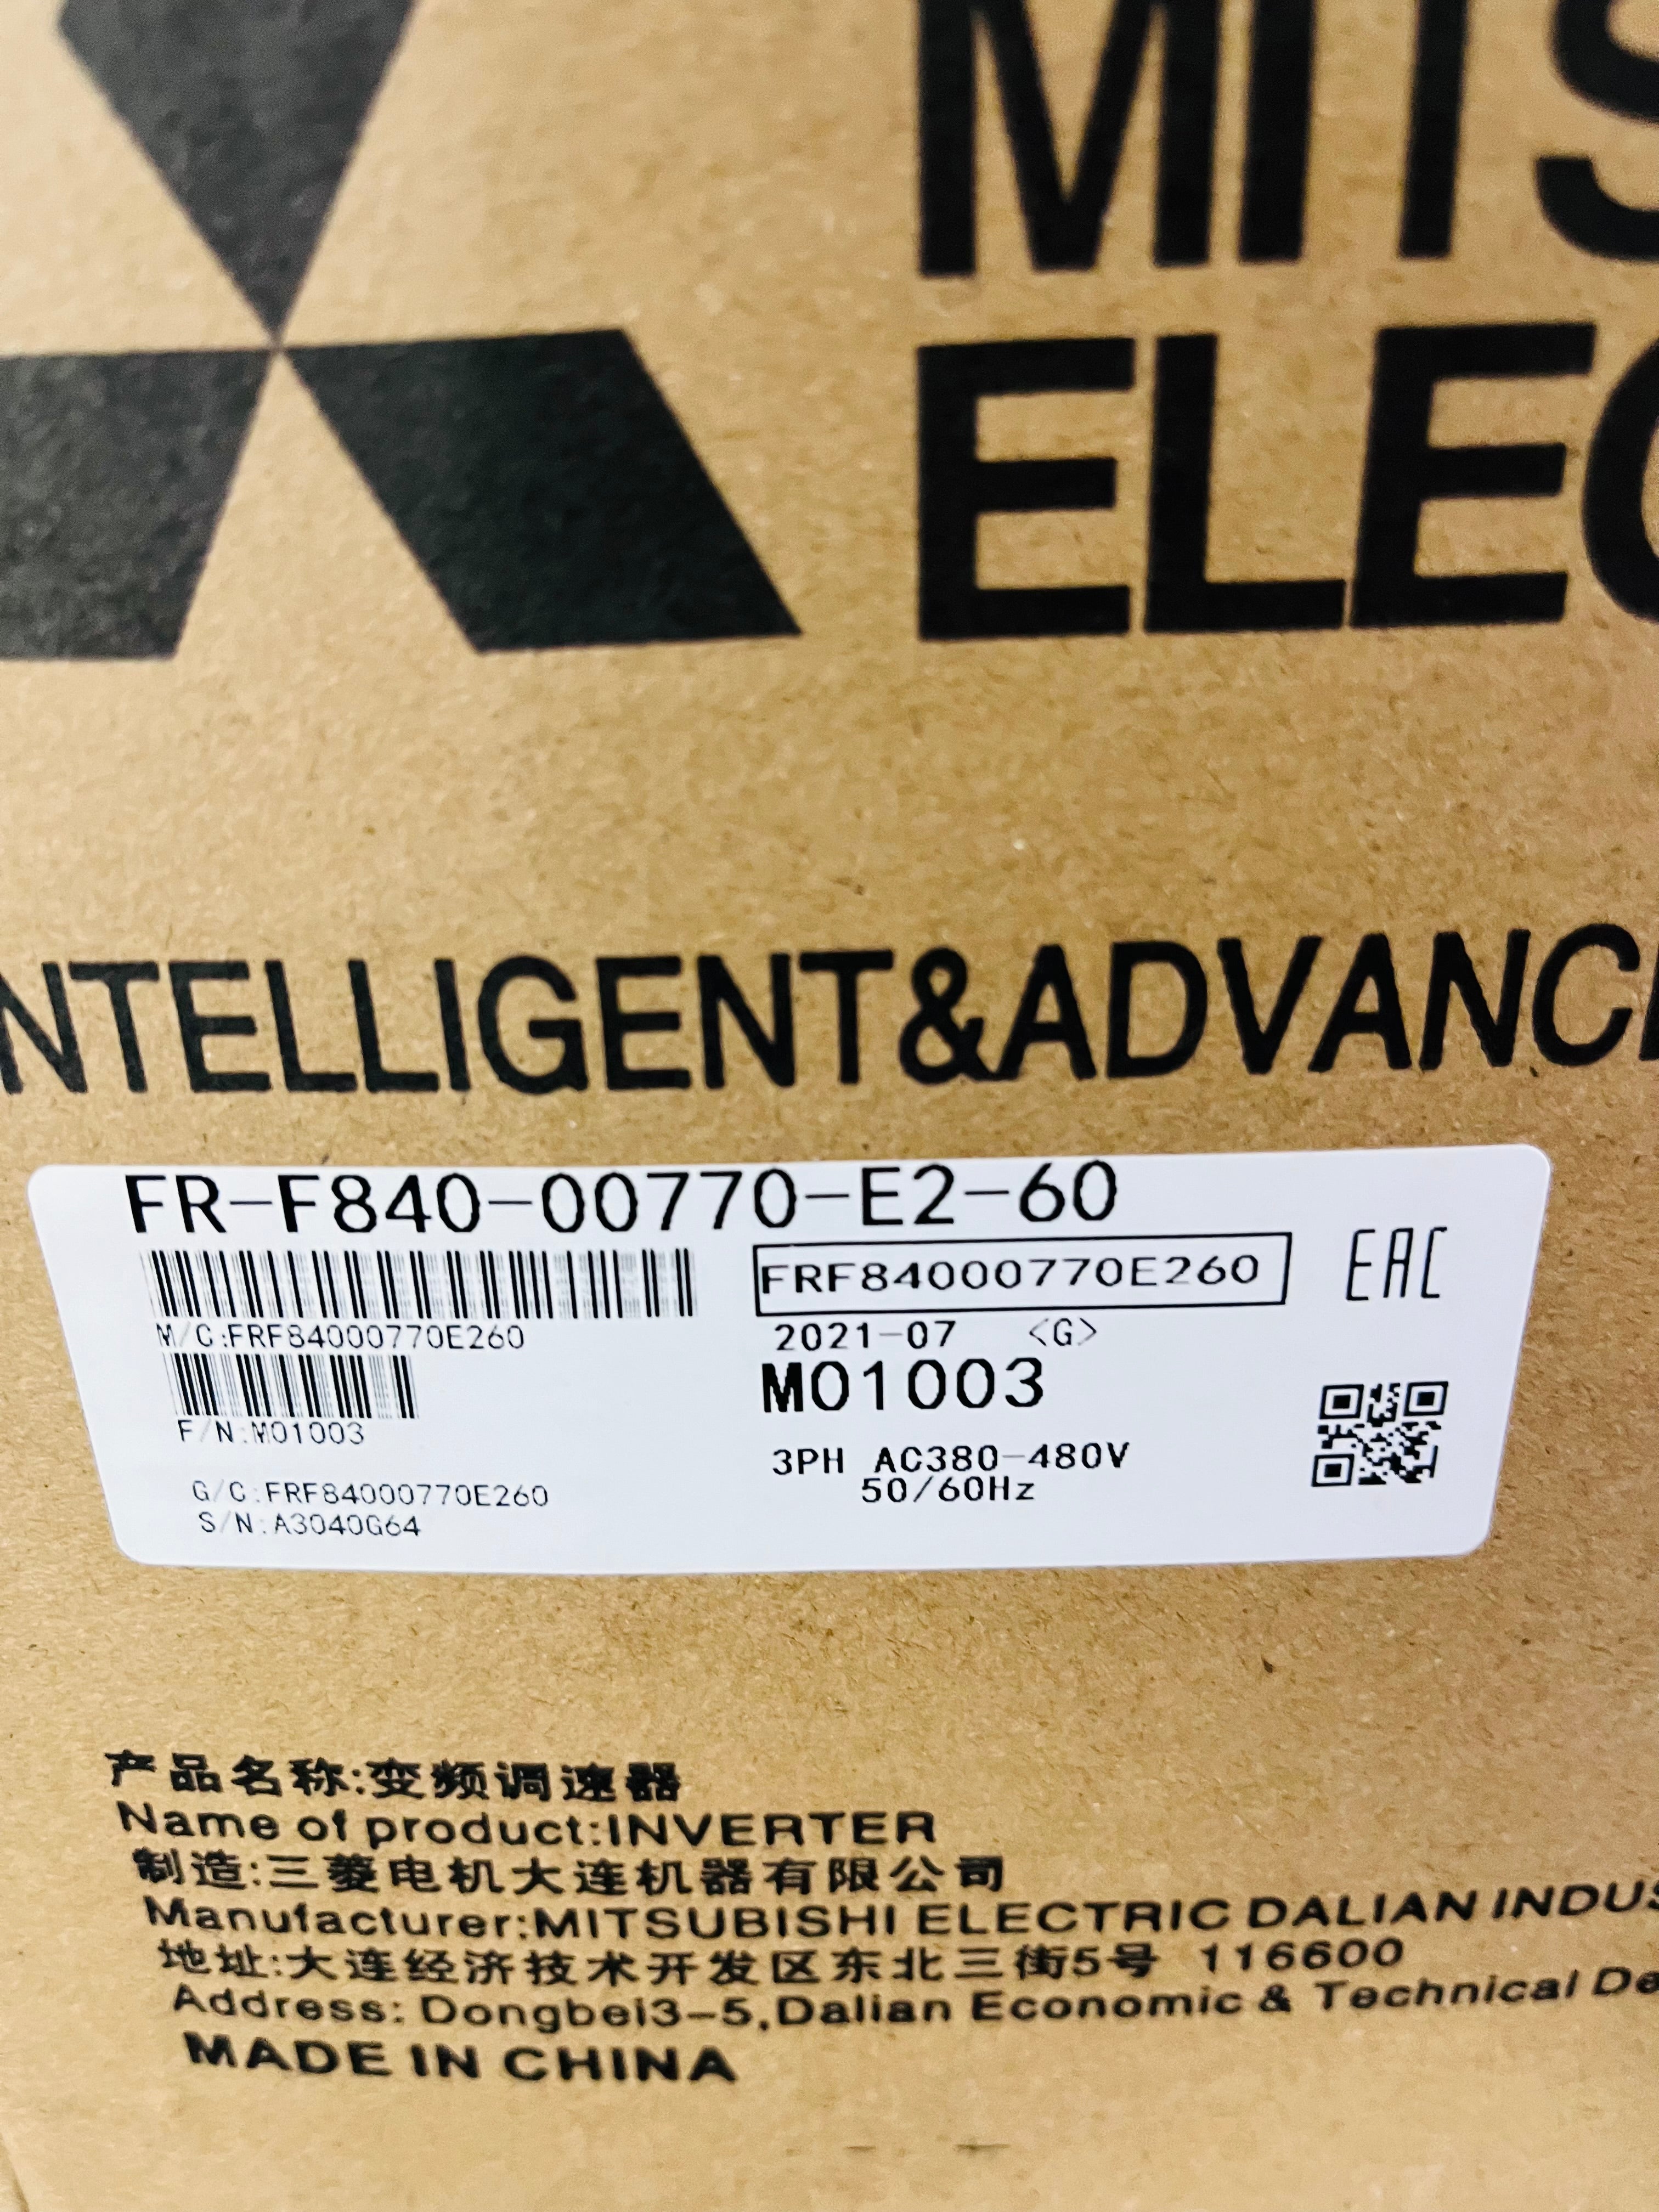 MITS
ELEC
INTELLIGENT&ADVANC
FR-F840-00770-E2-60
FRF84000770E260
EAC
M/C:FRF84000770E260
2021-07 <G>
M01003
F/N:M01003
3PH AC380-480V
50/60Hz
G/C:FRF84000770E260
S/N:A3040G64
产品名称:变频调速器
Name of product:INVERTER
制造:三菱电机大连机器有限公司
Manufacturer:MITSUBISHI ELECTRIC DALIAN INDUS
地址:大连经济技术开发区东北三街5号 116600
Address: Dongbei3-5,Dalian Economic & Technical De
MADE IN CHINA